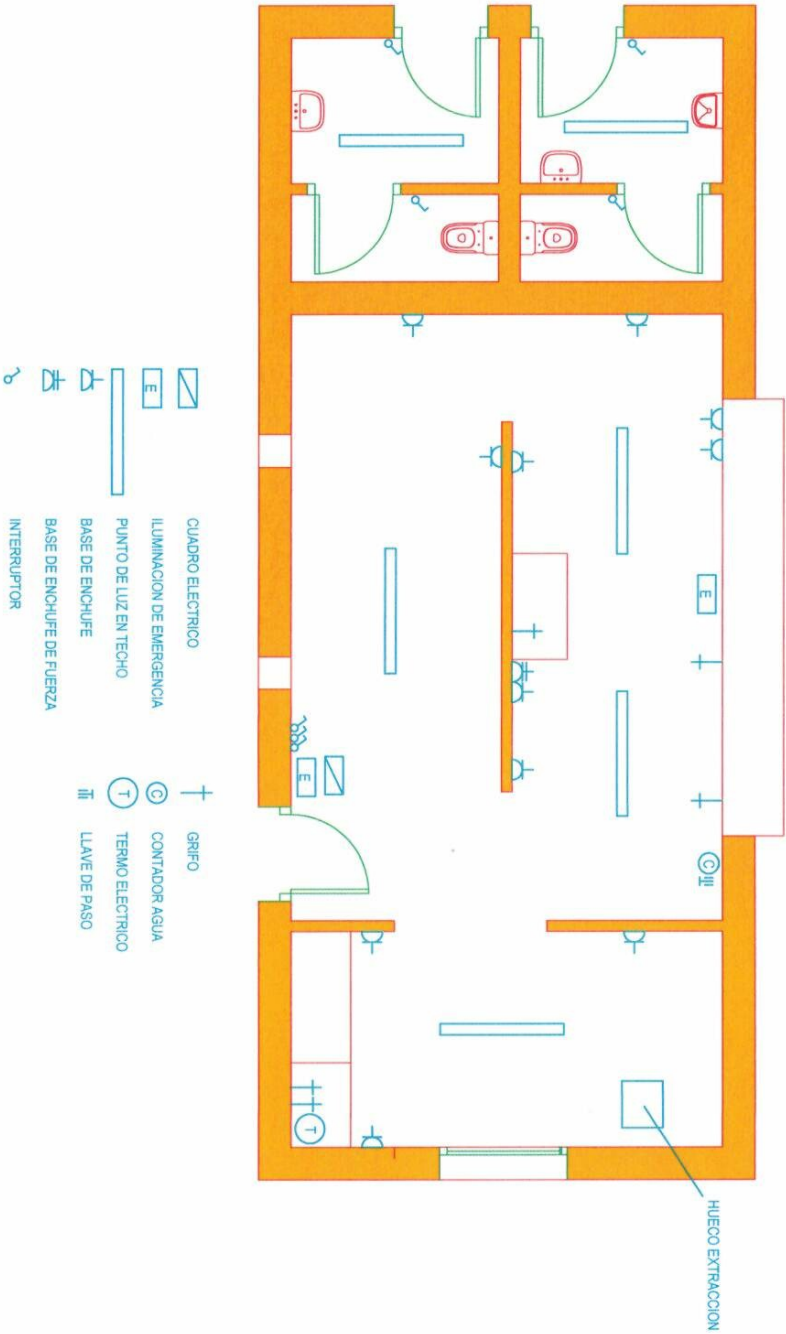 HUECO EXTRACCION
E
C
E
T
CUADRO ELECTRICO
E ILUMINACION DE EMERGENCIA
PUNTO DE LUZ EN TECHO
BASE DE ENCHUFE
BASE DE ENCHUFE DE FUERZA
INTERRUPTOR
GRIFO
C CONTADOR AGUA
T TERMO ELECTRICO
LLAVE DE PASO